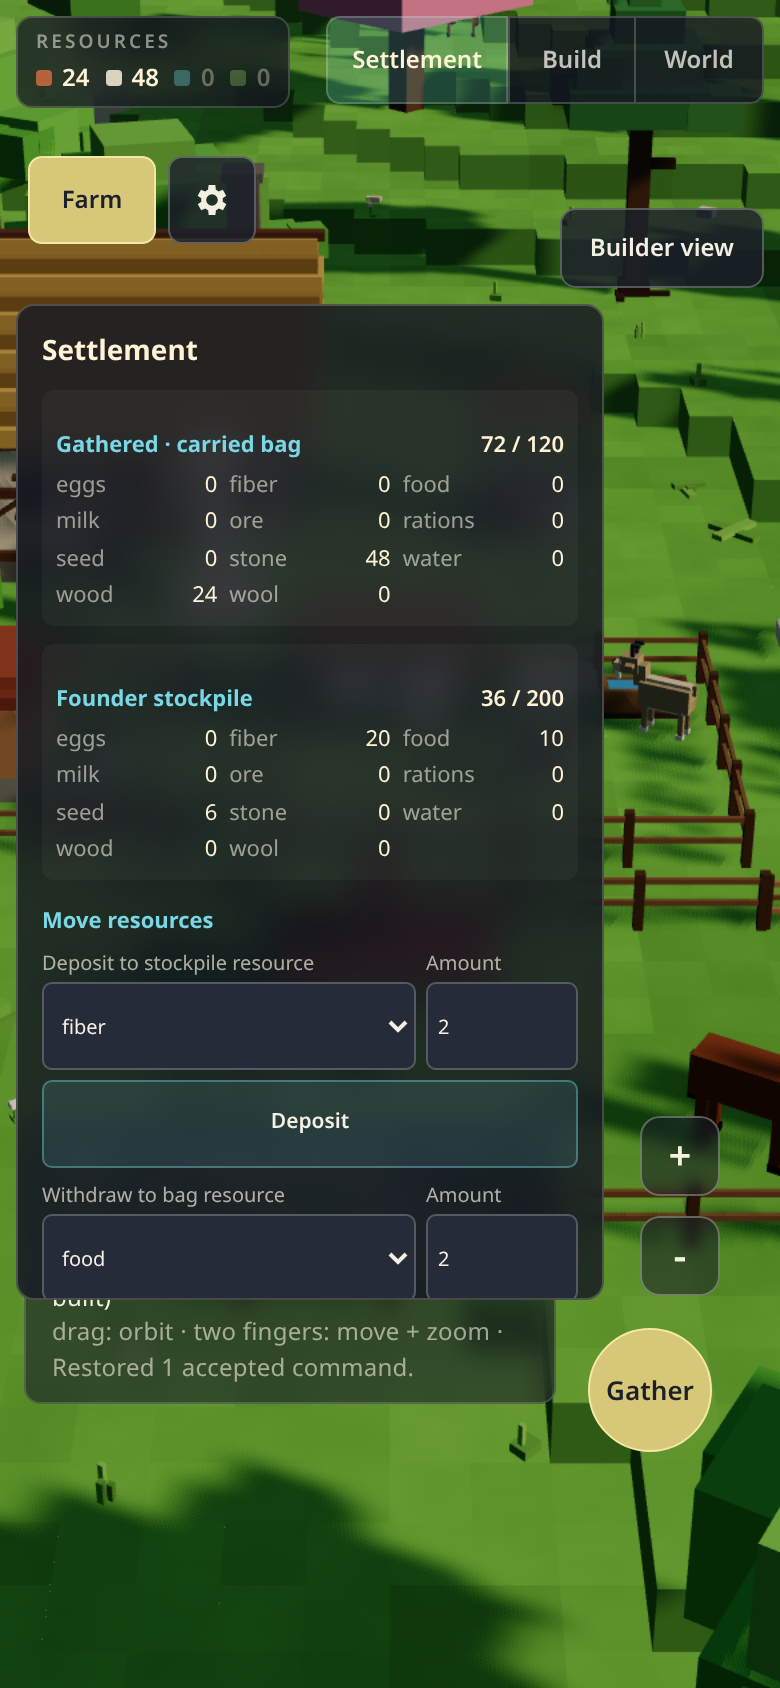 RESOURCES
24 48 0 0
Settlement Build World
Farm
Builder view
Settlement
Gathered · carried bag 72 / 120
eggs 0 fiber 0 food 0
milk 0 ore 0 rations 0
seed 0 stone 48 water 0
wood 24 wool 0
Founder stockpile 36 / 200
eggs 0 fiber 20 food 10
milk 0 ore 0 rations 0
seed 6 stone 0 water 0
wood 0 wool 0
Move resources
Deposit to stockpile resource Amount
fiber 2
Deposit
Withdraw to bag resource Amount
food 2
+
-
built)
drag: orbit · two fingers: move + zoom ·
Restored 1 accepted command.
Gather